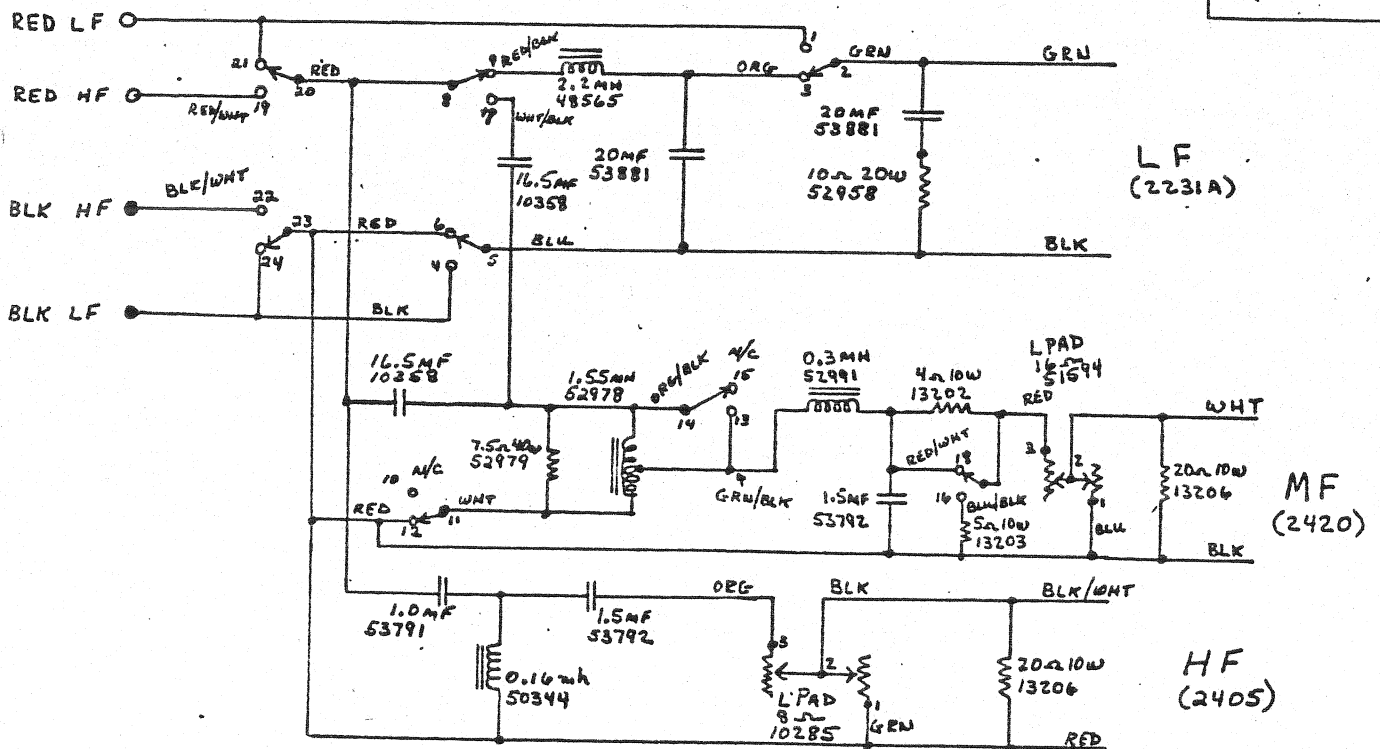 RED LF
21
RED
20
RED HF
RED/WHT
19
8
9
RED/BLK
2.2MH
48565
WHT/BLK
16.5MF
10358
20MF
53881
ORG
1
3
2
GRN
GRN
20MF
53881
10Ω 20W
52958
LF
(2231A)
BLK/WHT
BLK HF
22
23
24
RED
6
4
5
BLU
BLK
BLK LF
BLK
16.5MF
10358
1.55MH
52978
7.5Ω 40W
52979
ORG/BLK
N/C
15
14
13
GRN/BLK
0.3MH
52991
4Ω 10W
13202
RED/WHT
18
16
BLU/BLK
1.5MF
53792
5Ω 10W
13203
LPAD
16Ω
51594
RED
3
2
1
BLU
WHT
20Ω 10W
13206
BLK
MF
(2420)
10
N/C
RED
12
11
WHT
1.0MF
53791
1.5MF
53792
0.16mh
50344
ORG
3
2
1
L'PAD
8Ω
10285
GRN
BLK
BLK/WHT
20Ω 10W
13206
RED
HF
(2405)